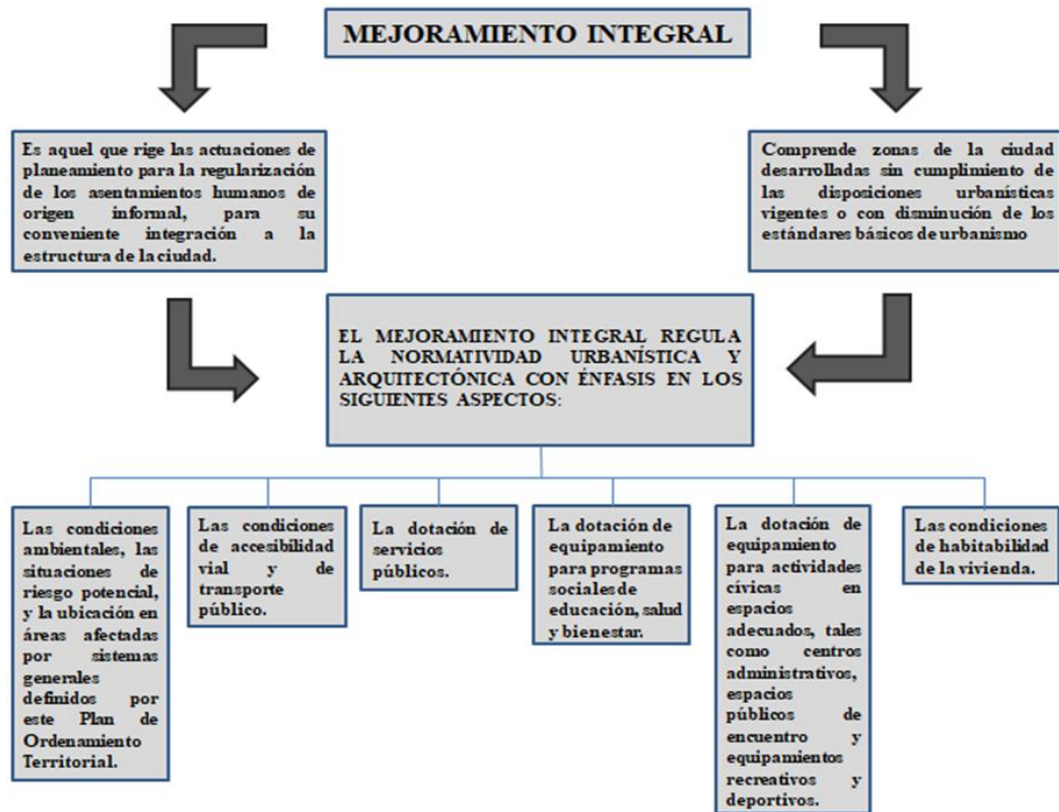 MEJORAMIENTO INTEGRAL
Es aquel que rige las actuaciones de
planeamiento para la regularización
de los asentamientos humanos de
origen informal, para su
conveniente integración a la
estructura de la ciudad.
Comprende zonas de la ciudad
desarrolladas sin cumplimiento de
las disposiciones urbanísticas
vigentes o con disminución de los
estándares básicos de urbanismo
EL MEJORAMIENTO INTEGRAL REGULA
LA NORMATIVIDAD URBANÍSTICA Y
ARQUITECTÓNICA CON ÉNFASIS EN LOS
SIGUIENTES ASPECTOS:
Las condiciones
ambientales, las
situaciones de
riesgo potencial,
y la ubicación en
áreas afectadas
por sistemas
generales
definidos por
este Plan de
Ordenamiento
Territorial.
Las condiciones
de accesibilidad
vial y de
transporte
público.
La dotación de
servicios
públicos.
La dotación de
equipamiento
para programas
sociales de
educación, salud
y bienestar.
La dotación de
equipamiento
para actividades
cívicas en
espacios
adecuados, tales
como centros
administrativos,
espacios
públicos de
encuentro y
equipamientos
recreativos y
deportivos.
Las condiciones
de habitabilidad
de la vivienda.